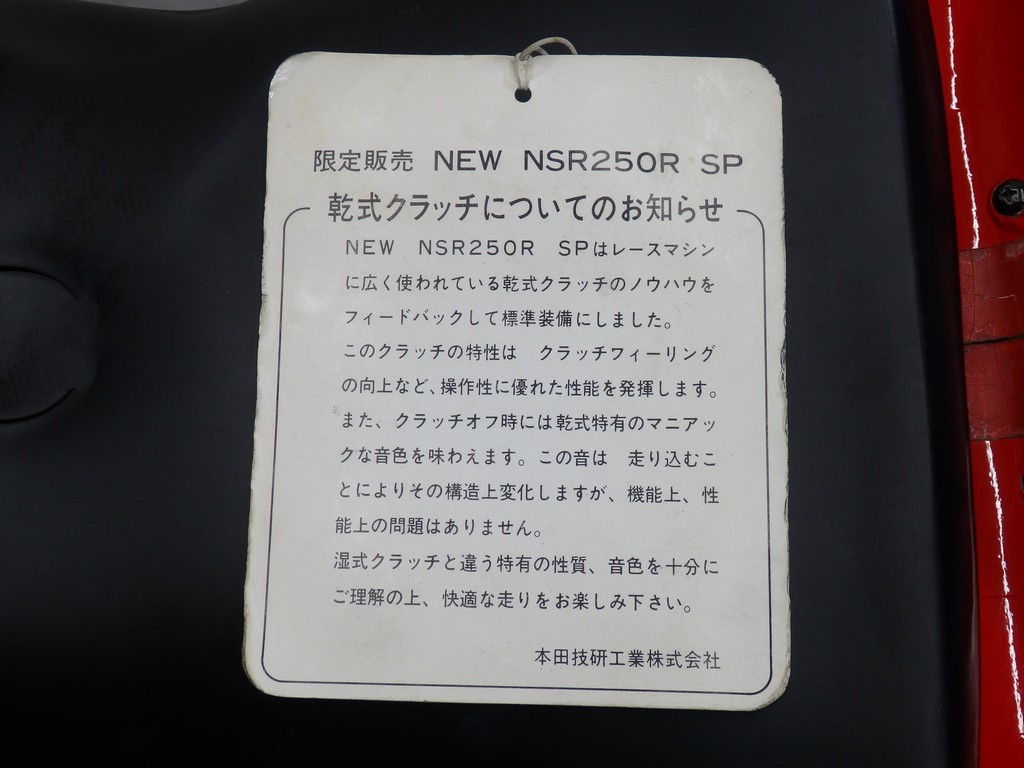 限定販売 NEW NSR250R SP
乾式クラッチについてのお知らせ
NEW NSR250R SPはレースマシン
に広く使われている乾式クラッチのノウハウを
フィードバックして標準装備にしました。
このクラッチの特性は クラッチフィーリング
の向上など、操作性に優れた性能を発揮します。
また、クラッチオフ時には乾式特有のマニアッ
クな音色を味わえます。この音は 走り込むこ
とによりその構造上変化しますが、機能上、性
能上の問題はありません。
湿式クラッチと違う特有の性質、音色を十分に
ご理解の上、快適な走りをお楽しみ下さい。
本田技研工業株式会社